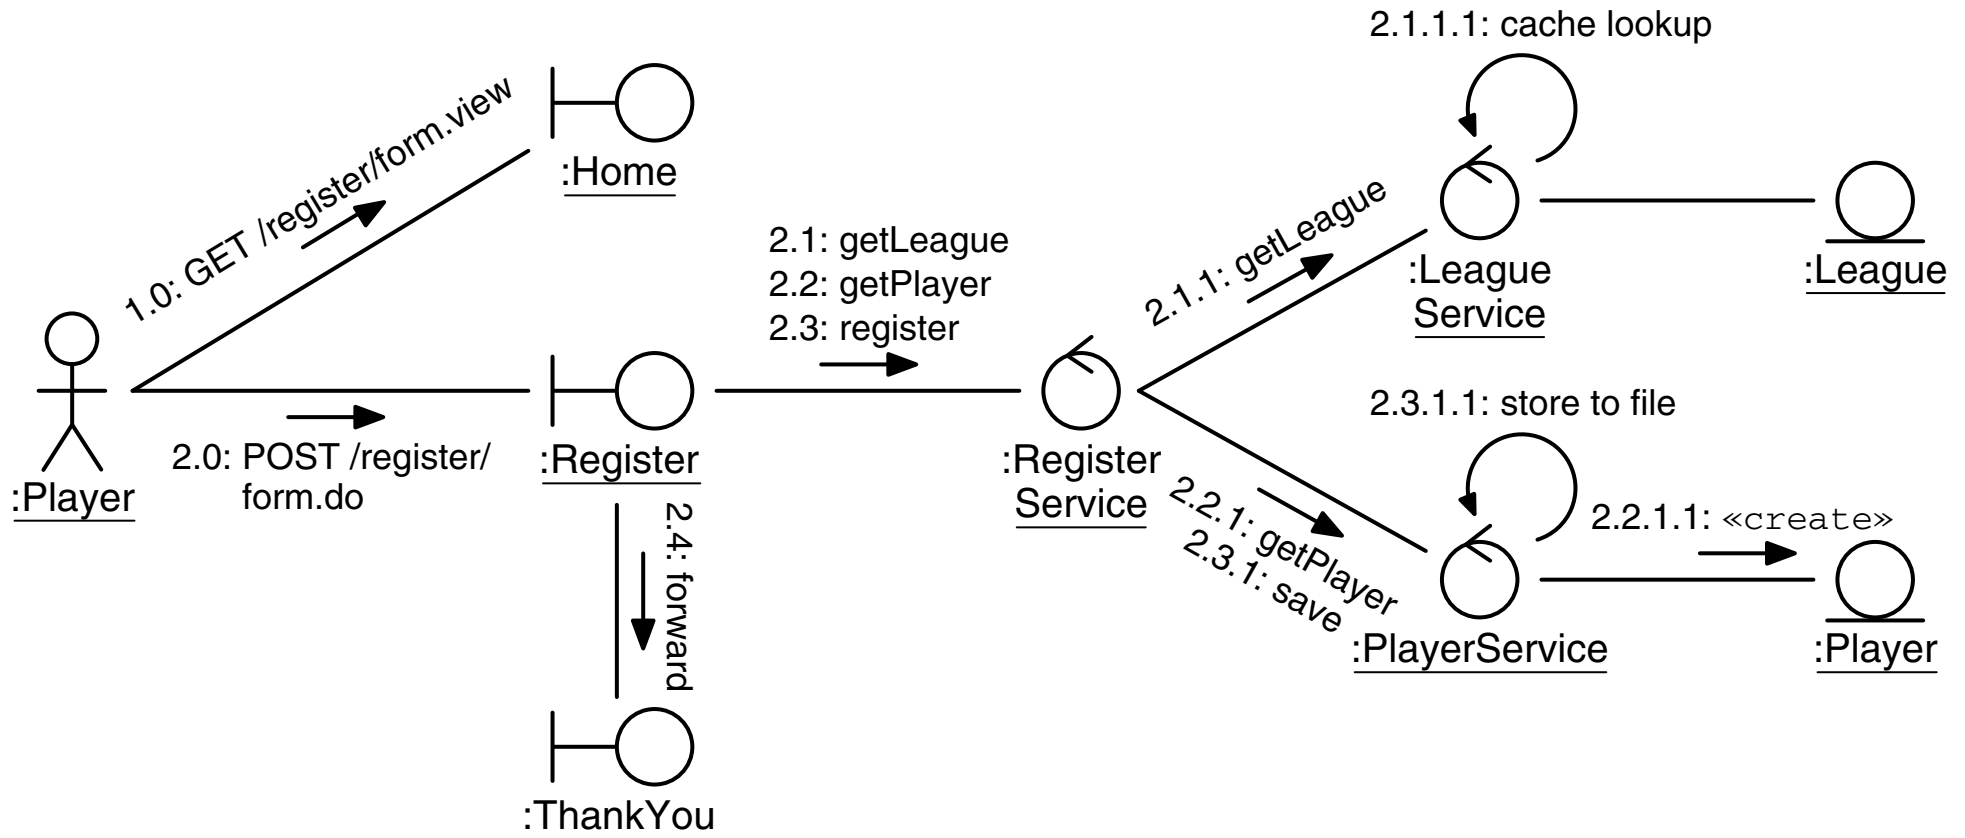 2.1.1.1: cache lookup
1.0: GET /register/form.view
:Home
2.1: getLeague
2.2: getPlayer
2.3: register
2.1.1: getLeague
:League
Service
:League
:Player
2.0: POST /register/
form.do
:Register
2.4: forward
:Register
Service
2.3.1.1: store to file
2.2.1: getPlayer
2.3.1: save
2.2.1.1: «create»
:PlayerService
:Player
:ThankYou